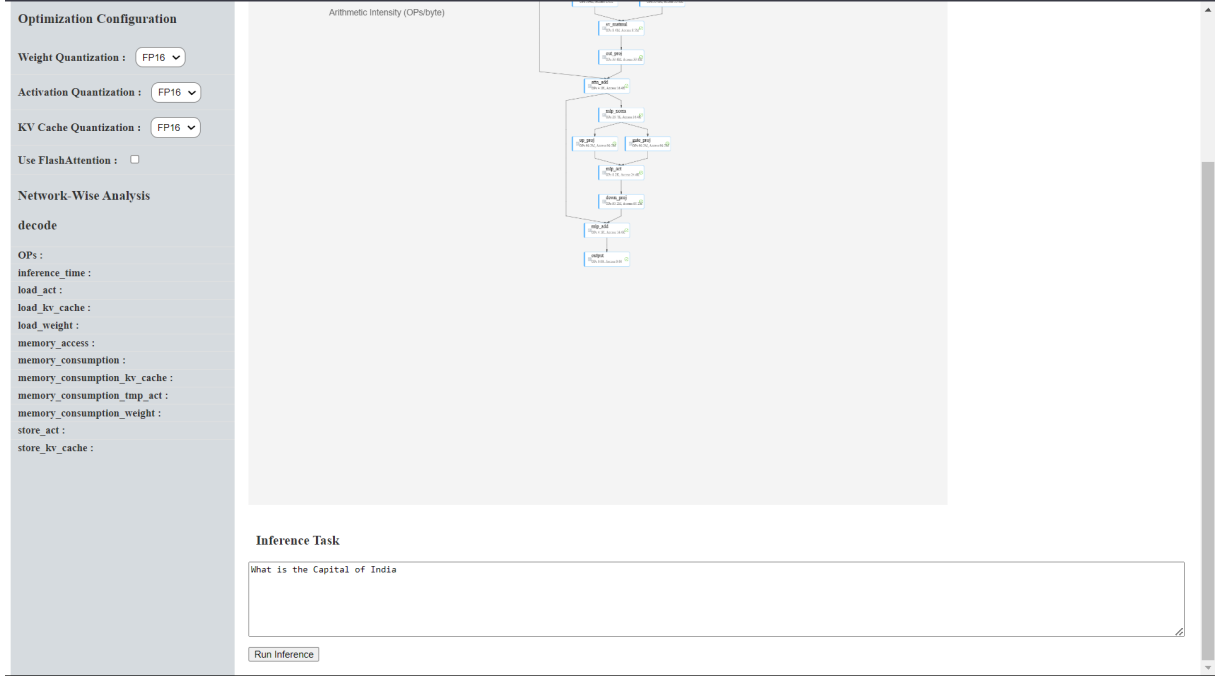 Optimization Configuration
Weight Quantization : FP16
Activation Quantization : FP16
KV Cache Quantization : FP16
Use FlashAttention :
Network-Wise Analysis
decode
OPs :
inference_time :
load_act :
load_kv_cache :
load_weight :
memory_access :
memory_consumption :
memory_consumption_kv_cache :
memory_consumption_tmp_act :
memory_consumption_weight :
store_act :
store_kv_cache :
Arithmetic Intensity (OPs/byte)
sv_matmul
out_proj
attn_add
mlp_norm
up_proj
gate_proj
mlp_act
down_proj
mlp_add
output
Inference Task
What is the Capital of India
Run Inference